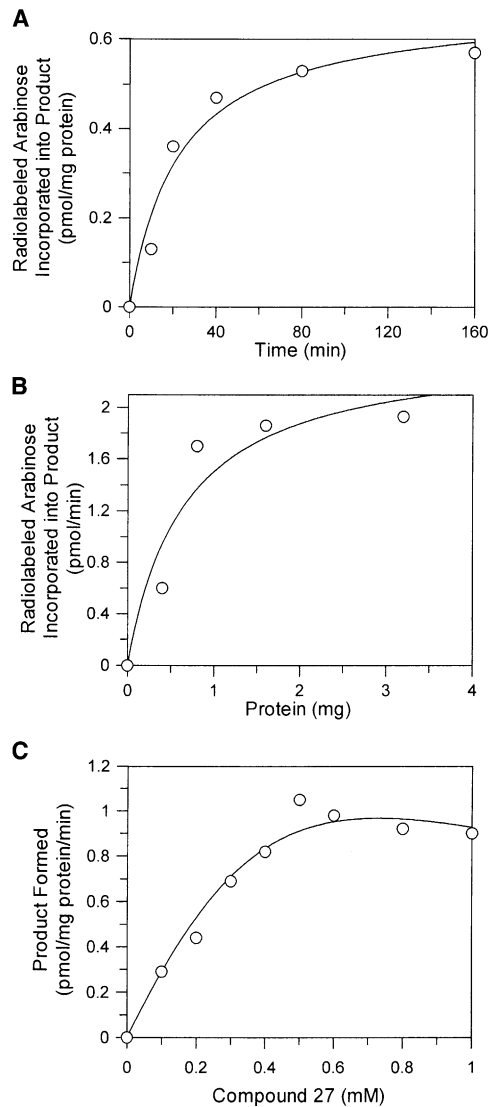 A
Radiolabeled Arabinose
Incorporated into Product
(pmol/mg protein)
0.6
0.4
0.2
0
0 40 80 120 160
Time (min)
B
Radiolabeled Arabinose
Incorporated into Product
(pmol/min)
2
1.6
1.2
0.8
0.4
0
0 1 2 3 4
Protein (mg)
C
Product Formed
(pmol/mg protein/min)
1.2
1
0.8
0.6
0.4
0.2
0
0 0.2 0.4 0.6 0.8 1
Compound 27 (mM)